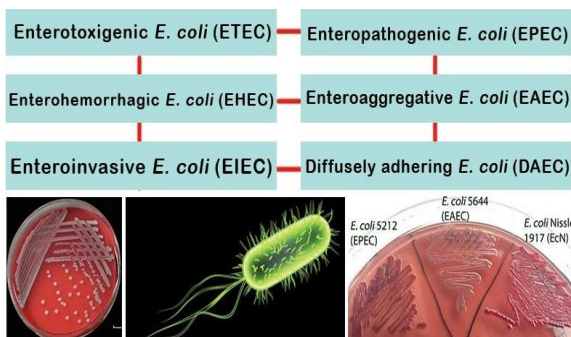 Enterotoxigenic E. coli (ETEC)
Enteropathogenic E. coli (EPEC)
Enterohemorrhagic E. coli (EHEC)
Enteroaggregative E. coli (EAEC)
Enteroinvasive E. coli (EIEC)
Diffusely adhering E. coli (DAEC)
E. coli 5212
(EPEC)
E. coli 5644
(EAEC)
E. coli Nissle
1917 (EcN)